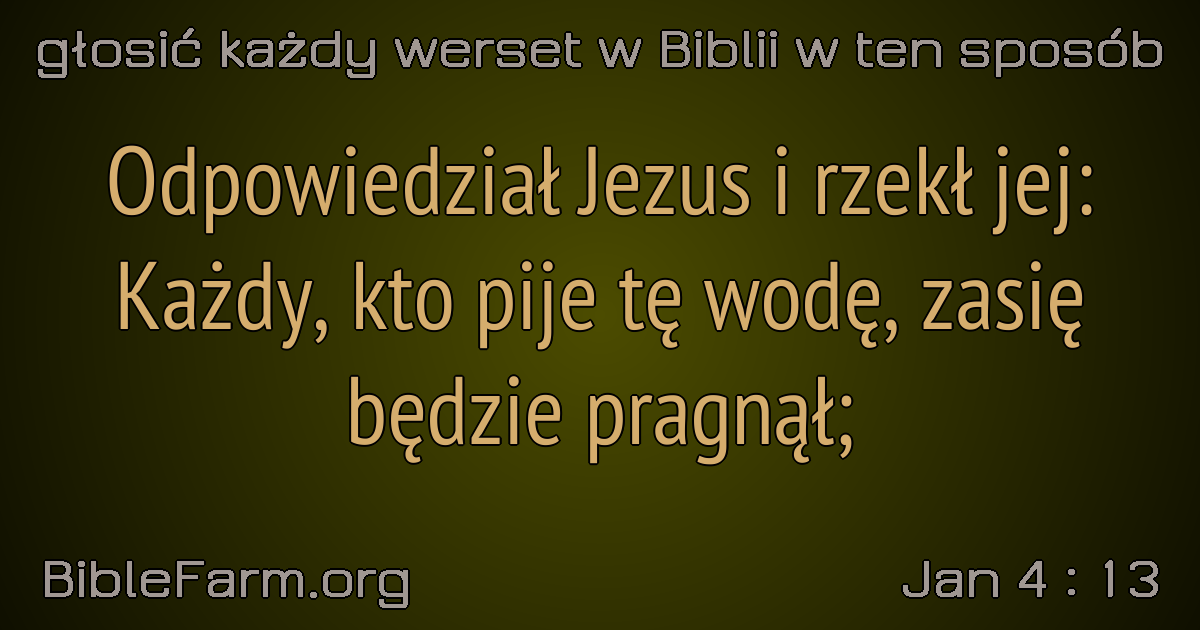 głosić każdy werset w Biblii w ten sposób
Odpowiedział Jezus i rzekł jej:
Każdy, kto pije tę wodę, zasię
będzie pragnął;
BibleFarm.org
Jan 4 : 13